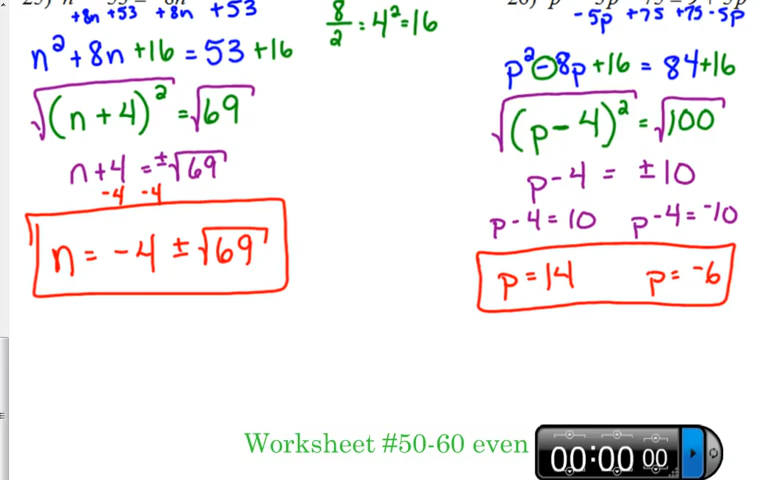 +8n +53 +8n +53
n² + 8n + 16 = 53 + 16
√(n + 4)² = √69
n + 4 = ±√69
-4 -4
n = -4 ± √69
8/2 = 4² = 16
-5p +75 +75 -5p
p² - 8p + 16 = 84 + 16
√(p - 4)² = √100
p - 4 = ±10
p - 4 = 10 p - 4 = -10
p = 14 p = -6
Worksheet #50-60 even
00:00 00